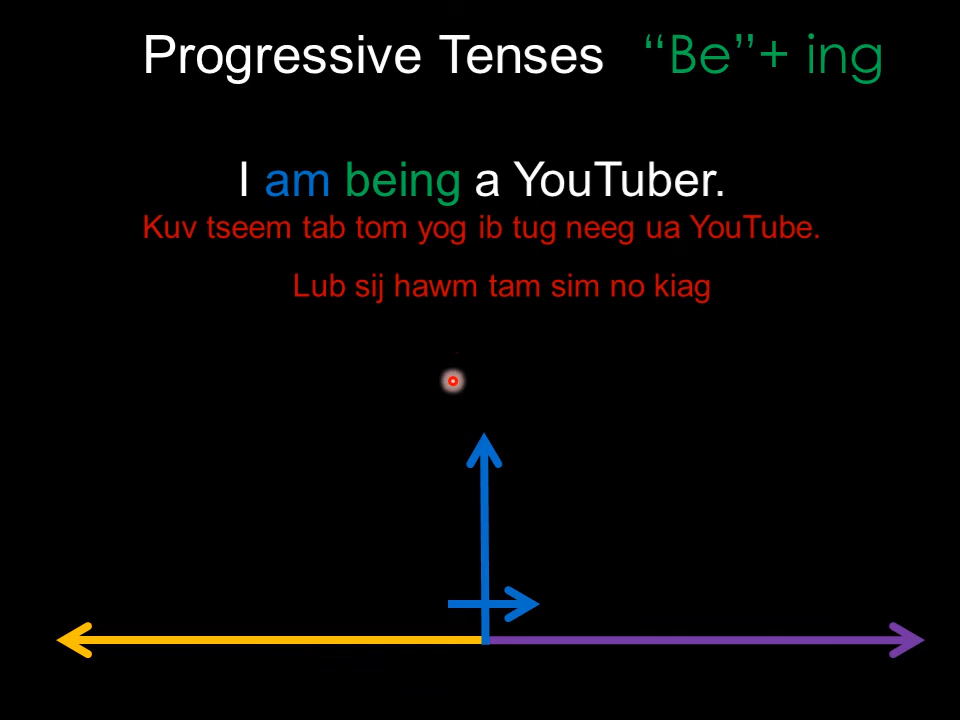 Progressive Tenses “Be”+ ing
I am being a YouTuber.
Kuv tseem tab tom yog ib tug neeg ua YouTube.
Lub sij hawm tam sim no kiag